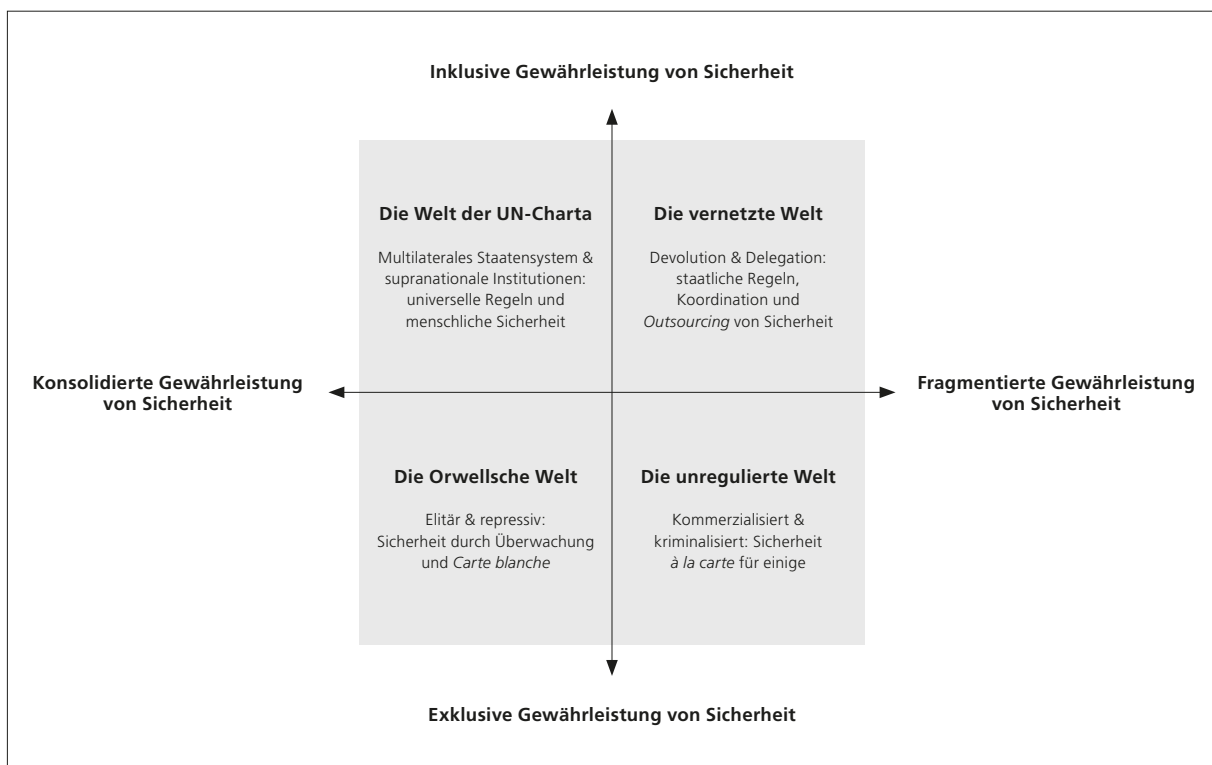 Inklusive Gewährleistung von Sicherheit
Die Welt der UN-Charta
Multilaterales Staatensystem &
supranationale Institutionen:
universelle Regeln und
menschliche Sicherheit
Die vernetzte Welt
Devolution & Delegation:
staatliche Regeln,
Koordination und
Outsourcing von Sicherheit
Konsolidierte Gewährleistung
von Sicherheit
Fragmentierte Gewährleistung
von Sicherheit
Die Orwellsche Welt
Elitär & repressiv:
Sicherheit durch Überwachung
und Carte blanche
Die unregulierte Welt
Kommerzialisiert &
kriminalisiert: Sicherheit
à la carte für einige
Exklusive Gewährleistung von Sicherheit